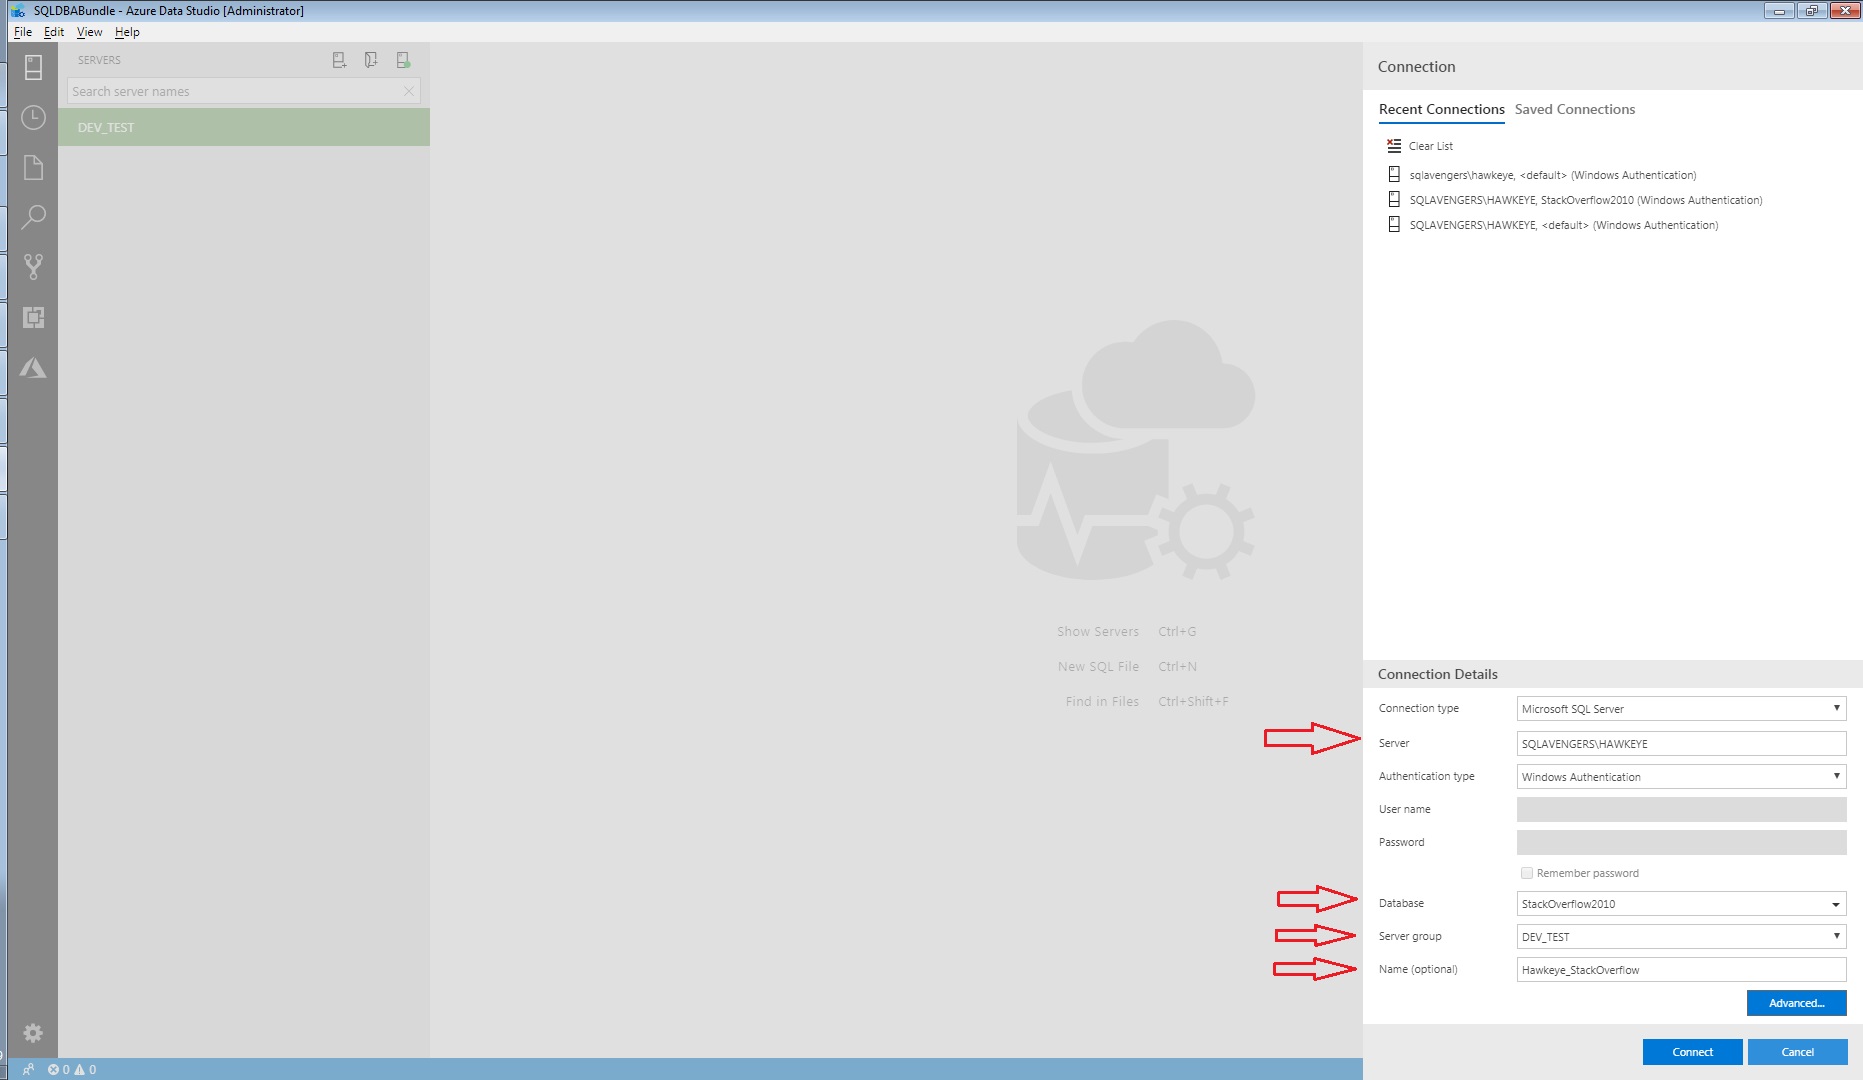 SQLDBABundle - Azure Data Studio [Administrator]
File Edit View Help
SERVERS
Search server names
DEV_TEST
Show Servers Ctrl+G
New SQL File Ctrl+N
Find in Files Ctrl+Shift+F
Connection
Recent Connections Saved Connections
Clear List
sqlavengers\hawkeye, <default> (Windows Authentication)
SQLAVENGERS\HAWKEYE, StackOverflow2010 (Windows Authentication)
SQLAVENGERS\HAWKEYE, <default> (Windows Authentication)
Connection Details
Connection type Microsoft SQL Server
Server SQLAVENGERS\HAWKEYE
Authentication type Windows Authentication
User name
Password
Remember password
Database StackOverflow2010
Server group DEV_TEST
Name (optional) Hawkeye_StackOverflow
Advanced...
Connect Cancel
0 0